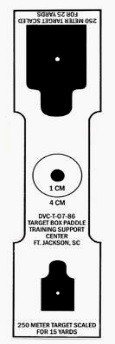 250 METER TARGET SCALED
FOR 25 YARDS
1 CM
4 CM
DVC-T-07-86
TARGET BOX PADDLE
TRAINING SUPPORT
CENTER
FT. JACKSON, SC
250 METER TARGET SCALED
FOR 15 YARDS